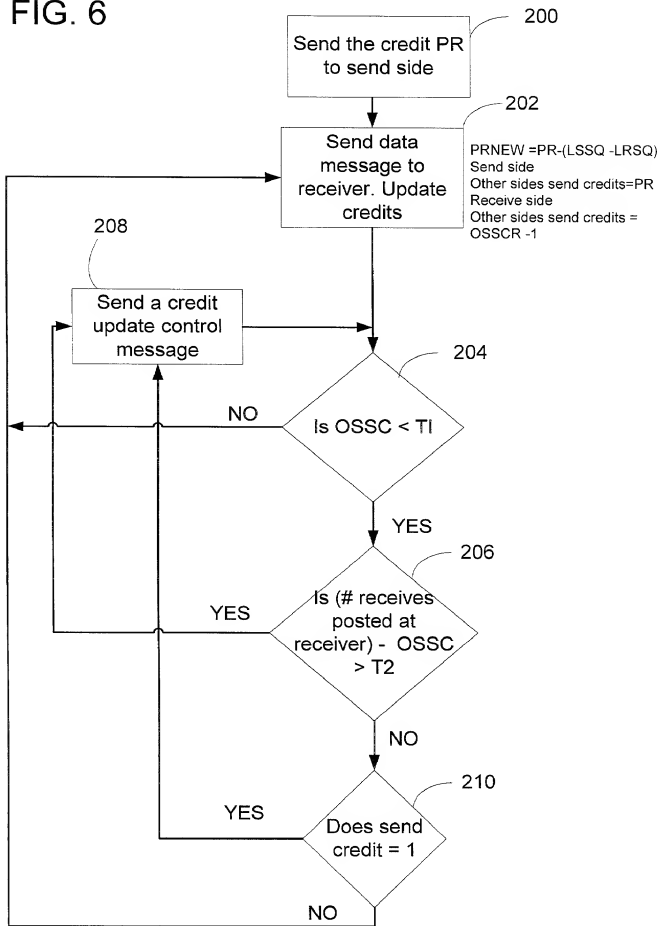 FIG. 6
200
Send the credit PR
to send side
202
Send data
message to
receiver. Update
credits
PRNEW =PR-(LSSQ -LRSQ)
Send side
Other sides send credits=PR
Receive side
Other sides send credits =
OSSCR -1
208
Send a credit
update control
message
204
NO
Is OSSC < TI
YES
206
YES
Is (# receives
posted at
receiver) - OSSC
> T2
NO
210
YES
Does send
credit = 1
NO